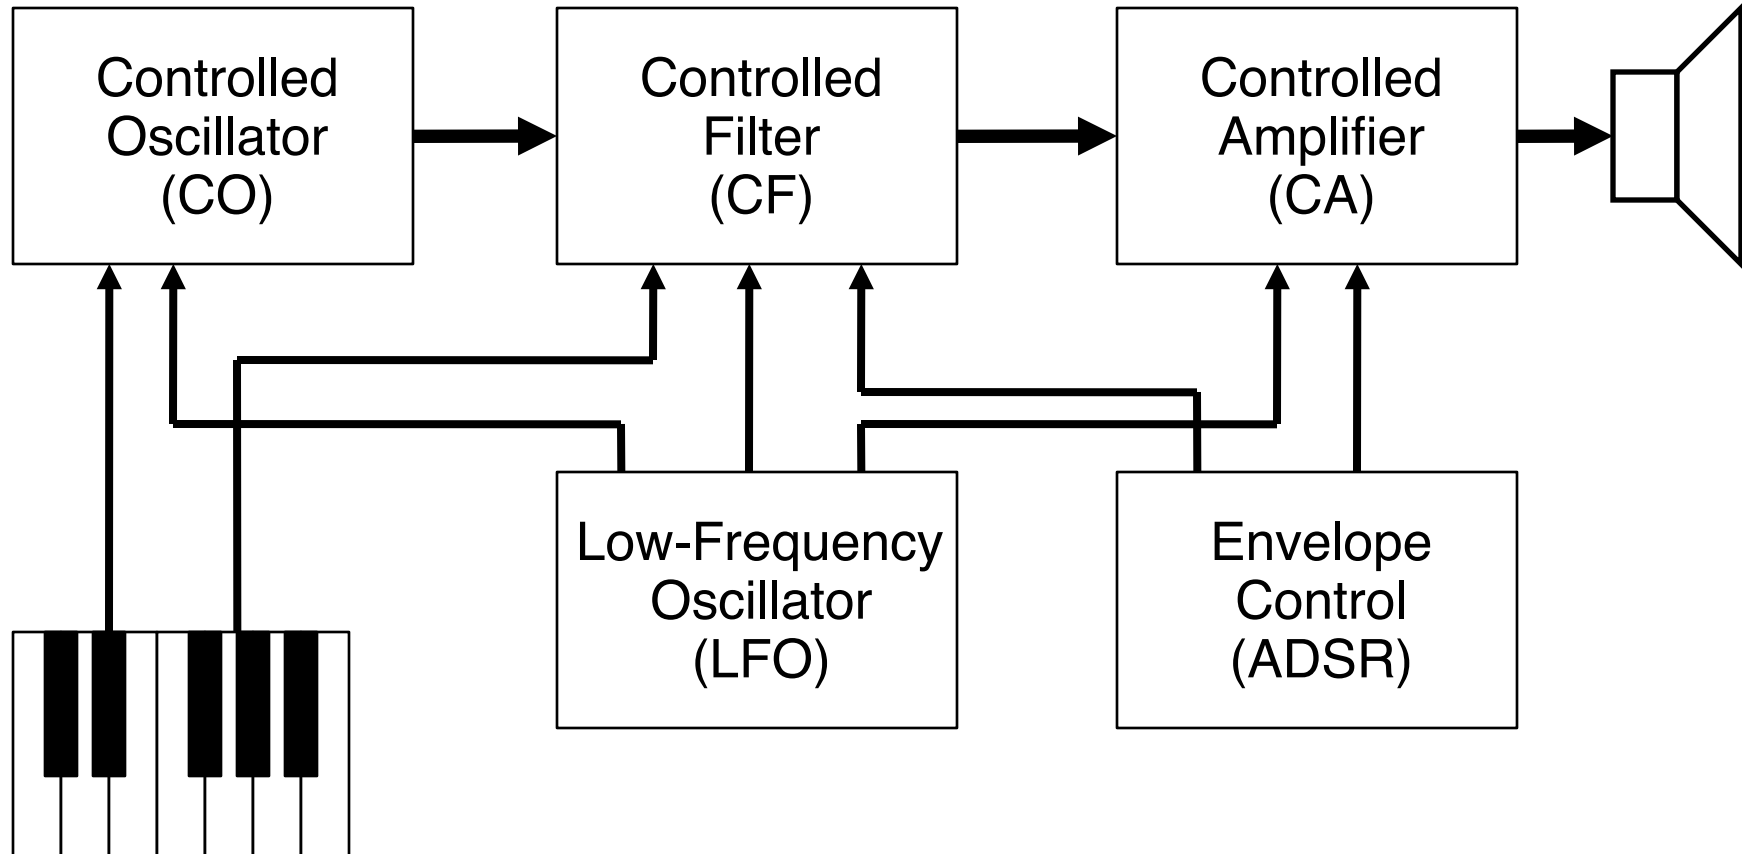 Controlled
Oscillator
(CO)
Controlled
Filter
(CF)
Controlled
Amplifier
(CA)
Low-Frequency
Oscillator
(LFO)
Envelope
Control
(ADSR)